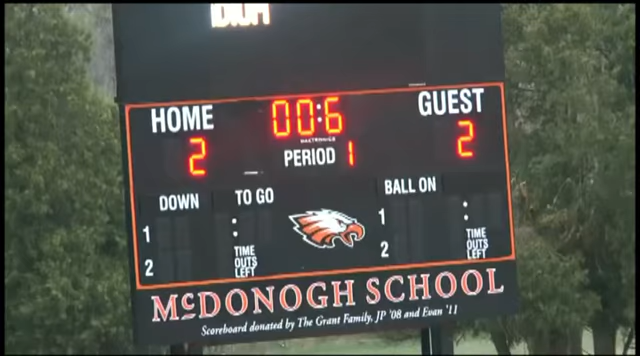 HOME 00:6 GUEST
2 PERIOD 1 2
DOWN TO GO BALL ON
1 : 1 :
2 TIME OUTS LEFT 2 TIME OUTS LEFT
McDONOGH SCHOOL
Scoreboard donated by The Grant Family, JP '08 and Evan '11